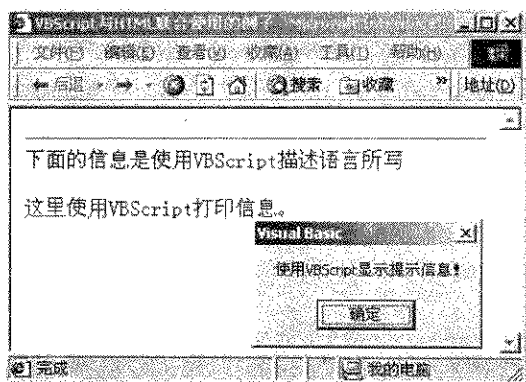 VBScript与HTML联合使用的例子
文件(F) 编辑(E) 查看(V) 收藏(A) 工具(T) 帮助(H)
后退 搜索 收藏 » 地址(D)
下面的信息是使用VBScript描述语言所写
这里使用VBScript打印信息。
Visual Basic
使用VBScript显示提示信息!
确定
完成 我的电脑